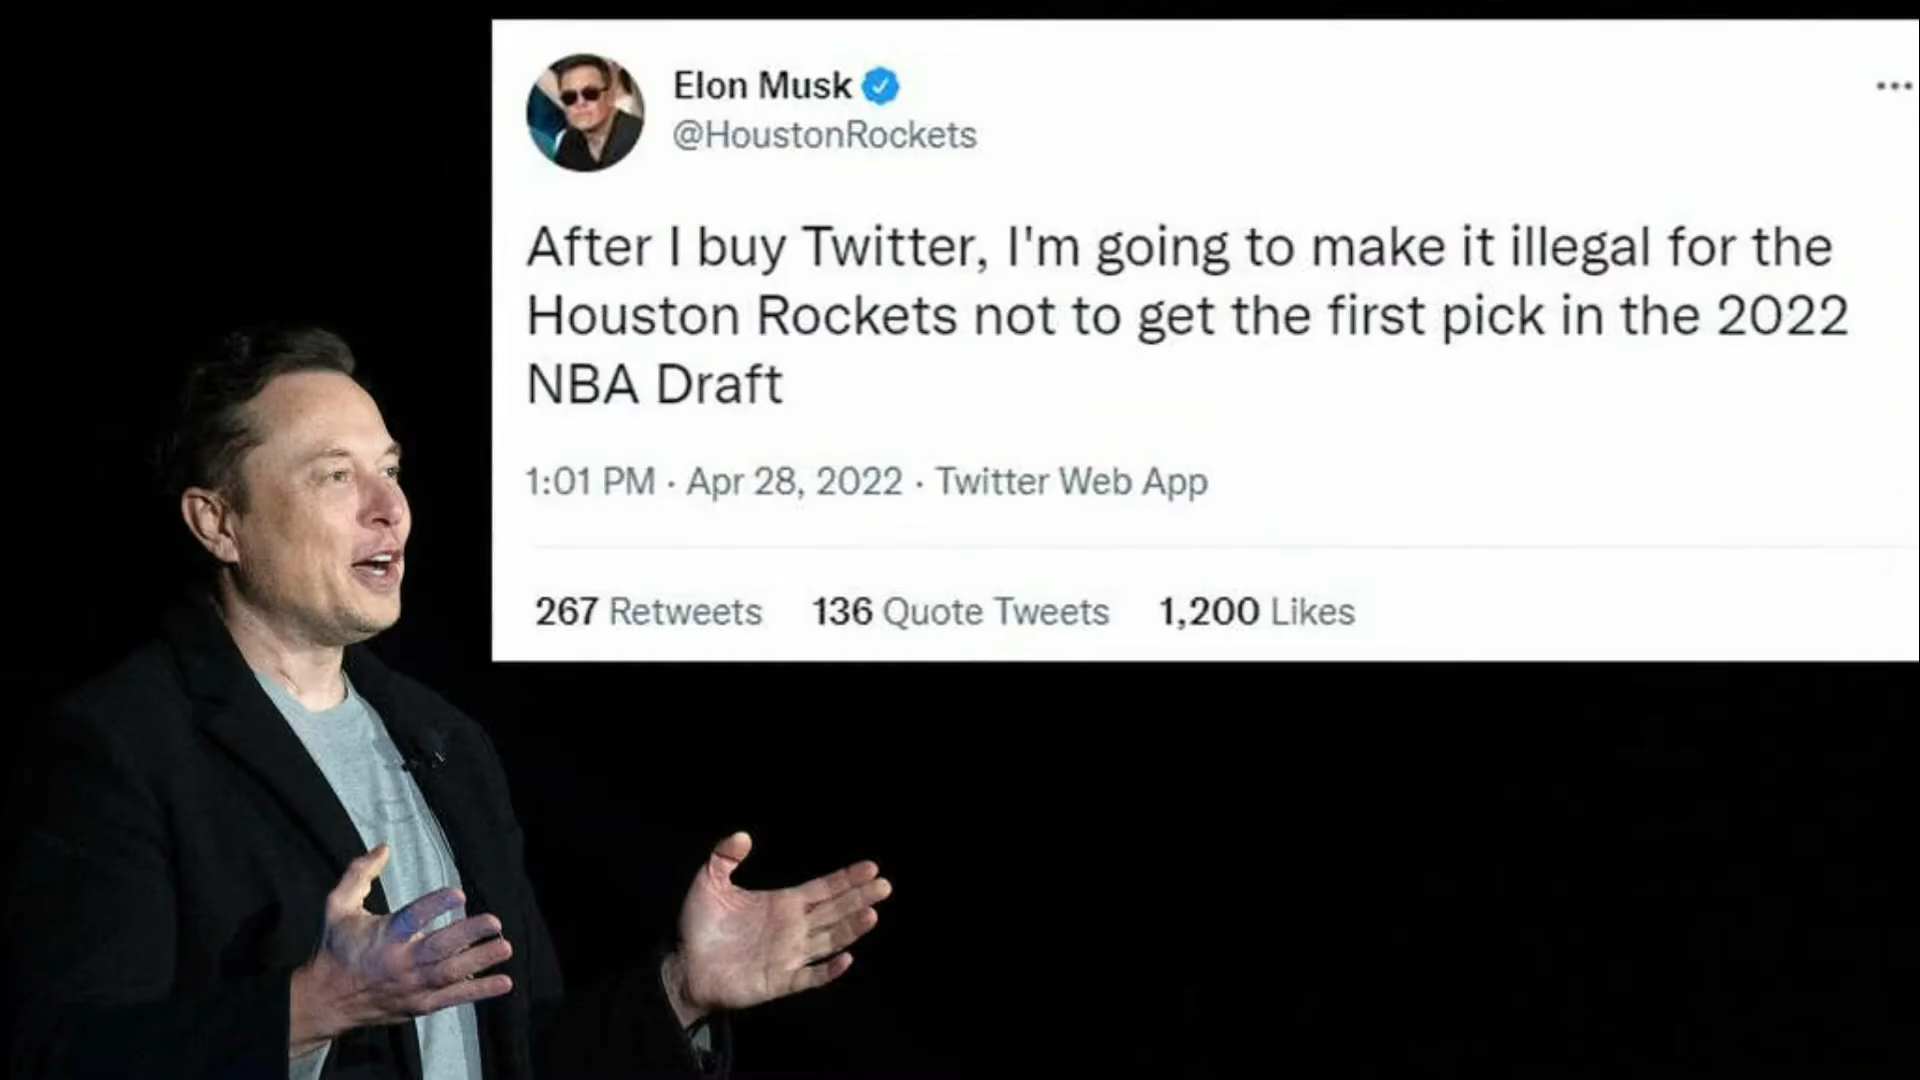 Elon Musk
@HoustonRockets
After I buy Twitter, I'm going to make it illegal for the
Houston Rockets not to get the first pick in the 2022
NBA Draft
1:01 PM · Apr 28, 2022 · Twitter Web App
267 Retweets 136 Quote Tweets 1,200 Likes